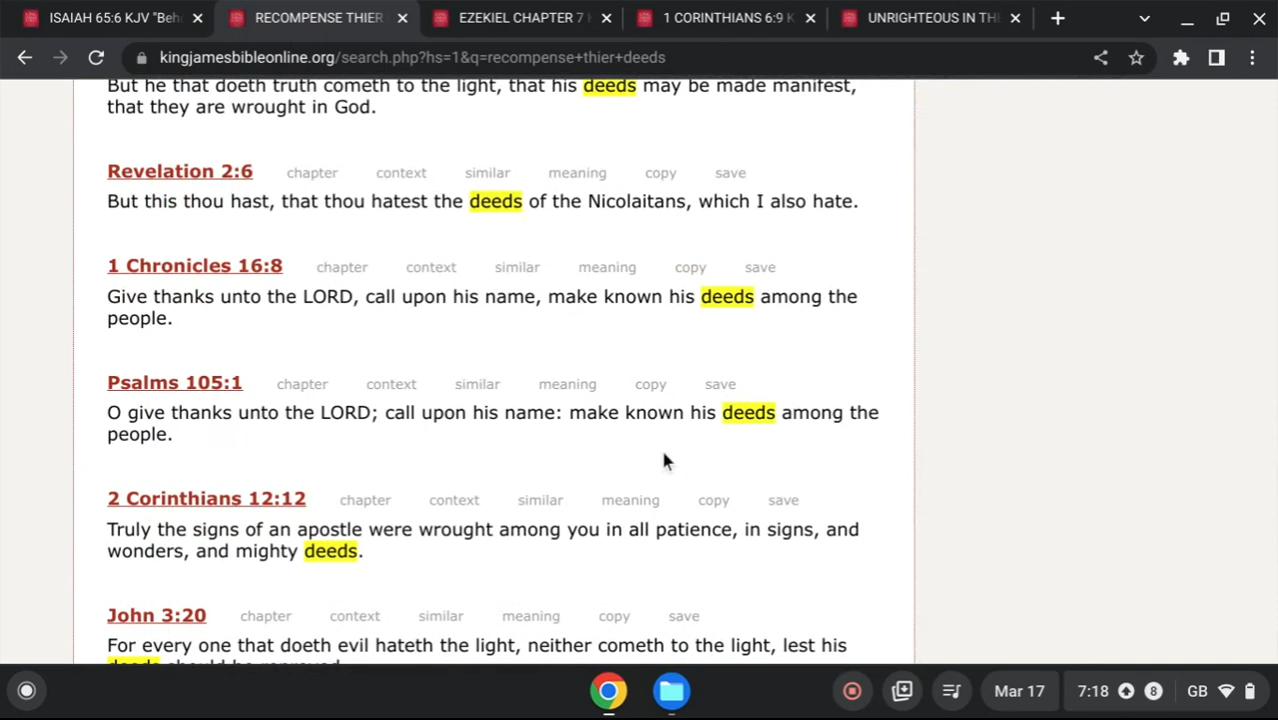 ISAIAH 65:6 KJV "Beh
RECOMPENSE THIER
EZEKIEL CHAPTER 7 K
1 CORINTHIANS 6:9 K
UNRIGHTEOUS IN TH
kingjamesbibleonline.org/search.php?hs=1&q=recompense+thier+deeds
But he that doeth truth cometh to the light, that his deeds may be made manifest,
that they are wrought in God.
Revelation 2:6 chapter context similar meaning copy save
But this thou hast, that thou hatest the deeds of the Nicolaitans, which I also hate.
1 Chronicles 16:8 chapter context similar meaning copy save
Give thanks unto the LORD, call upon his name, make known his deeds among the
people.
Psalms 105:1 chapter context similar meaning copy save
O give thanks unto the LORD; call upon his name: make known his deeds among the
people.
2 Corinthians 12:12 chapter context similar meaning copy save
Truly the signs of an apostle were wrought among you in all patience, in signs, and
wonders, and mighty deeds.
John 3:20 chapter context similar meaning copy save
For every one that doeth evil hateth the light, neither cometh to the light, lest his
deeds should be reproved.
Mar 17 7:18 8 GB